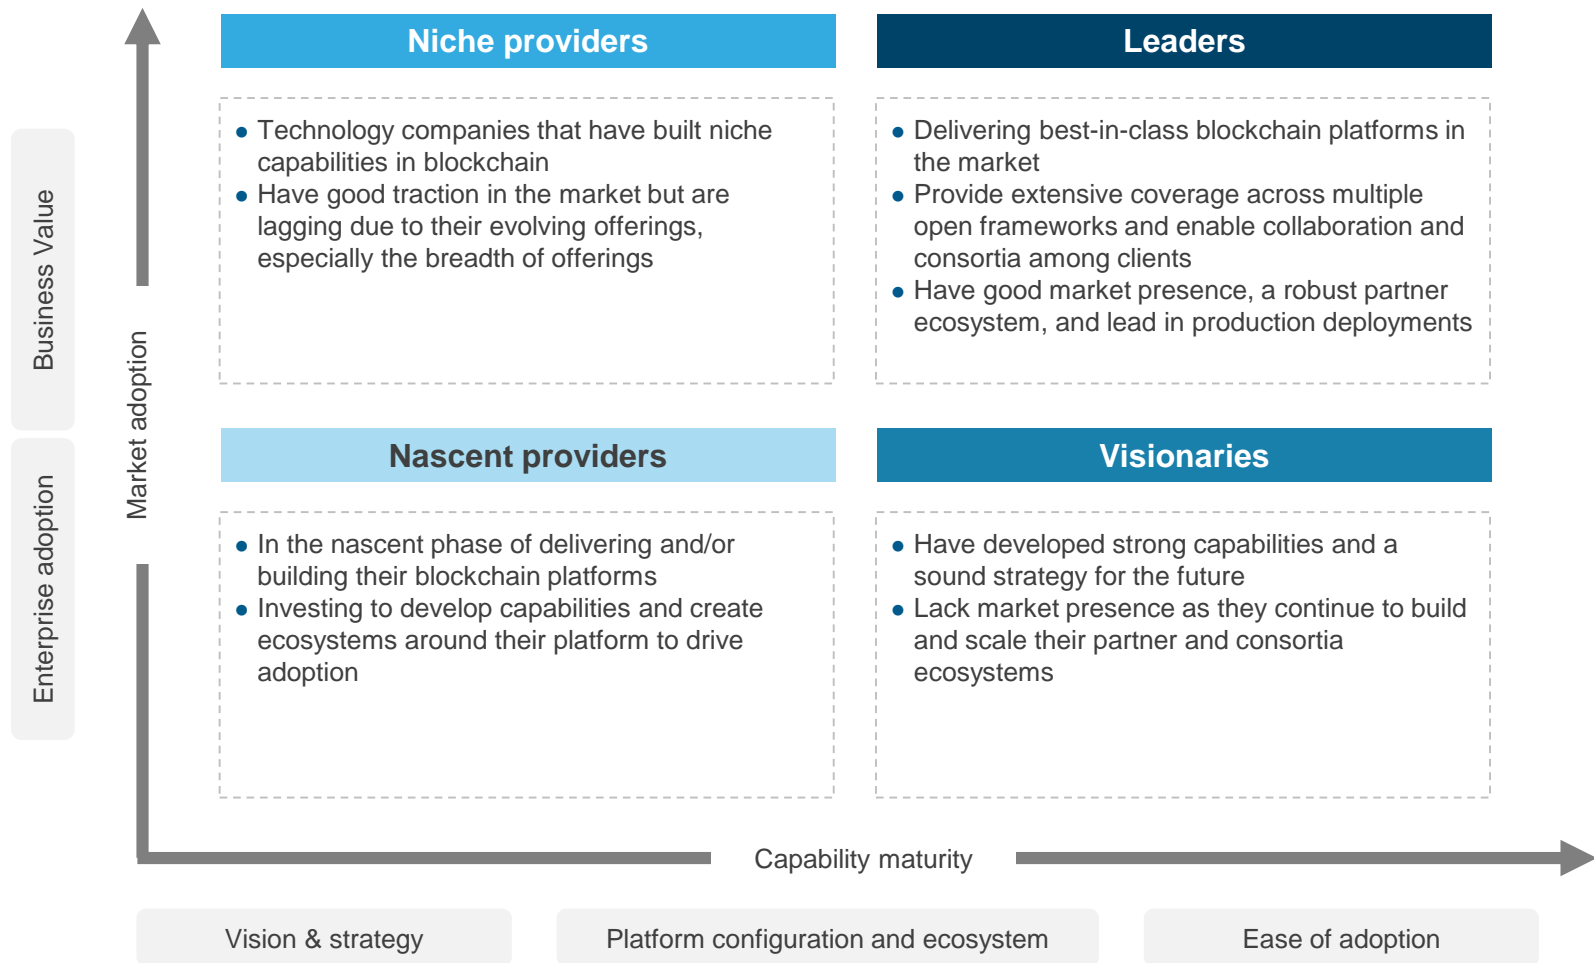 Niche providers
● Technology companies that have built niche
capabilities in blockchain
● Have good traction in the market but are
lagging due to their evolving offerings,
especially the breadth of offerings
Leaders
● Delivering best-in-class blockchain platforms in
the market
● Provide extensive coverage across multiple
open frameworks and enable collaboration and
consortia among clients
● Have good market presence, a robust partner
ecosystem, and lead in production deployments
Business Value
Enterprise adoption
Market adoption
Nascent providers
● In the nascent phase of delivering and/or
building their blockchain platforms
● Investing to develop capabilities and create
ecosystems around their platform to drive
adoption
Visionaries
● Have developed strong capabilities and a
sound strategy for the future
● Lack market presence as they continue to build
and scale their partner and consortia
ecosystems
Capability maturity
Vision & strategy
Platform configuration and ecosystem
Ease of adoption